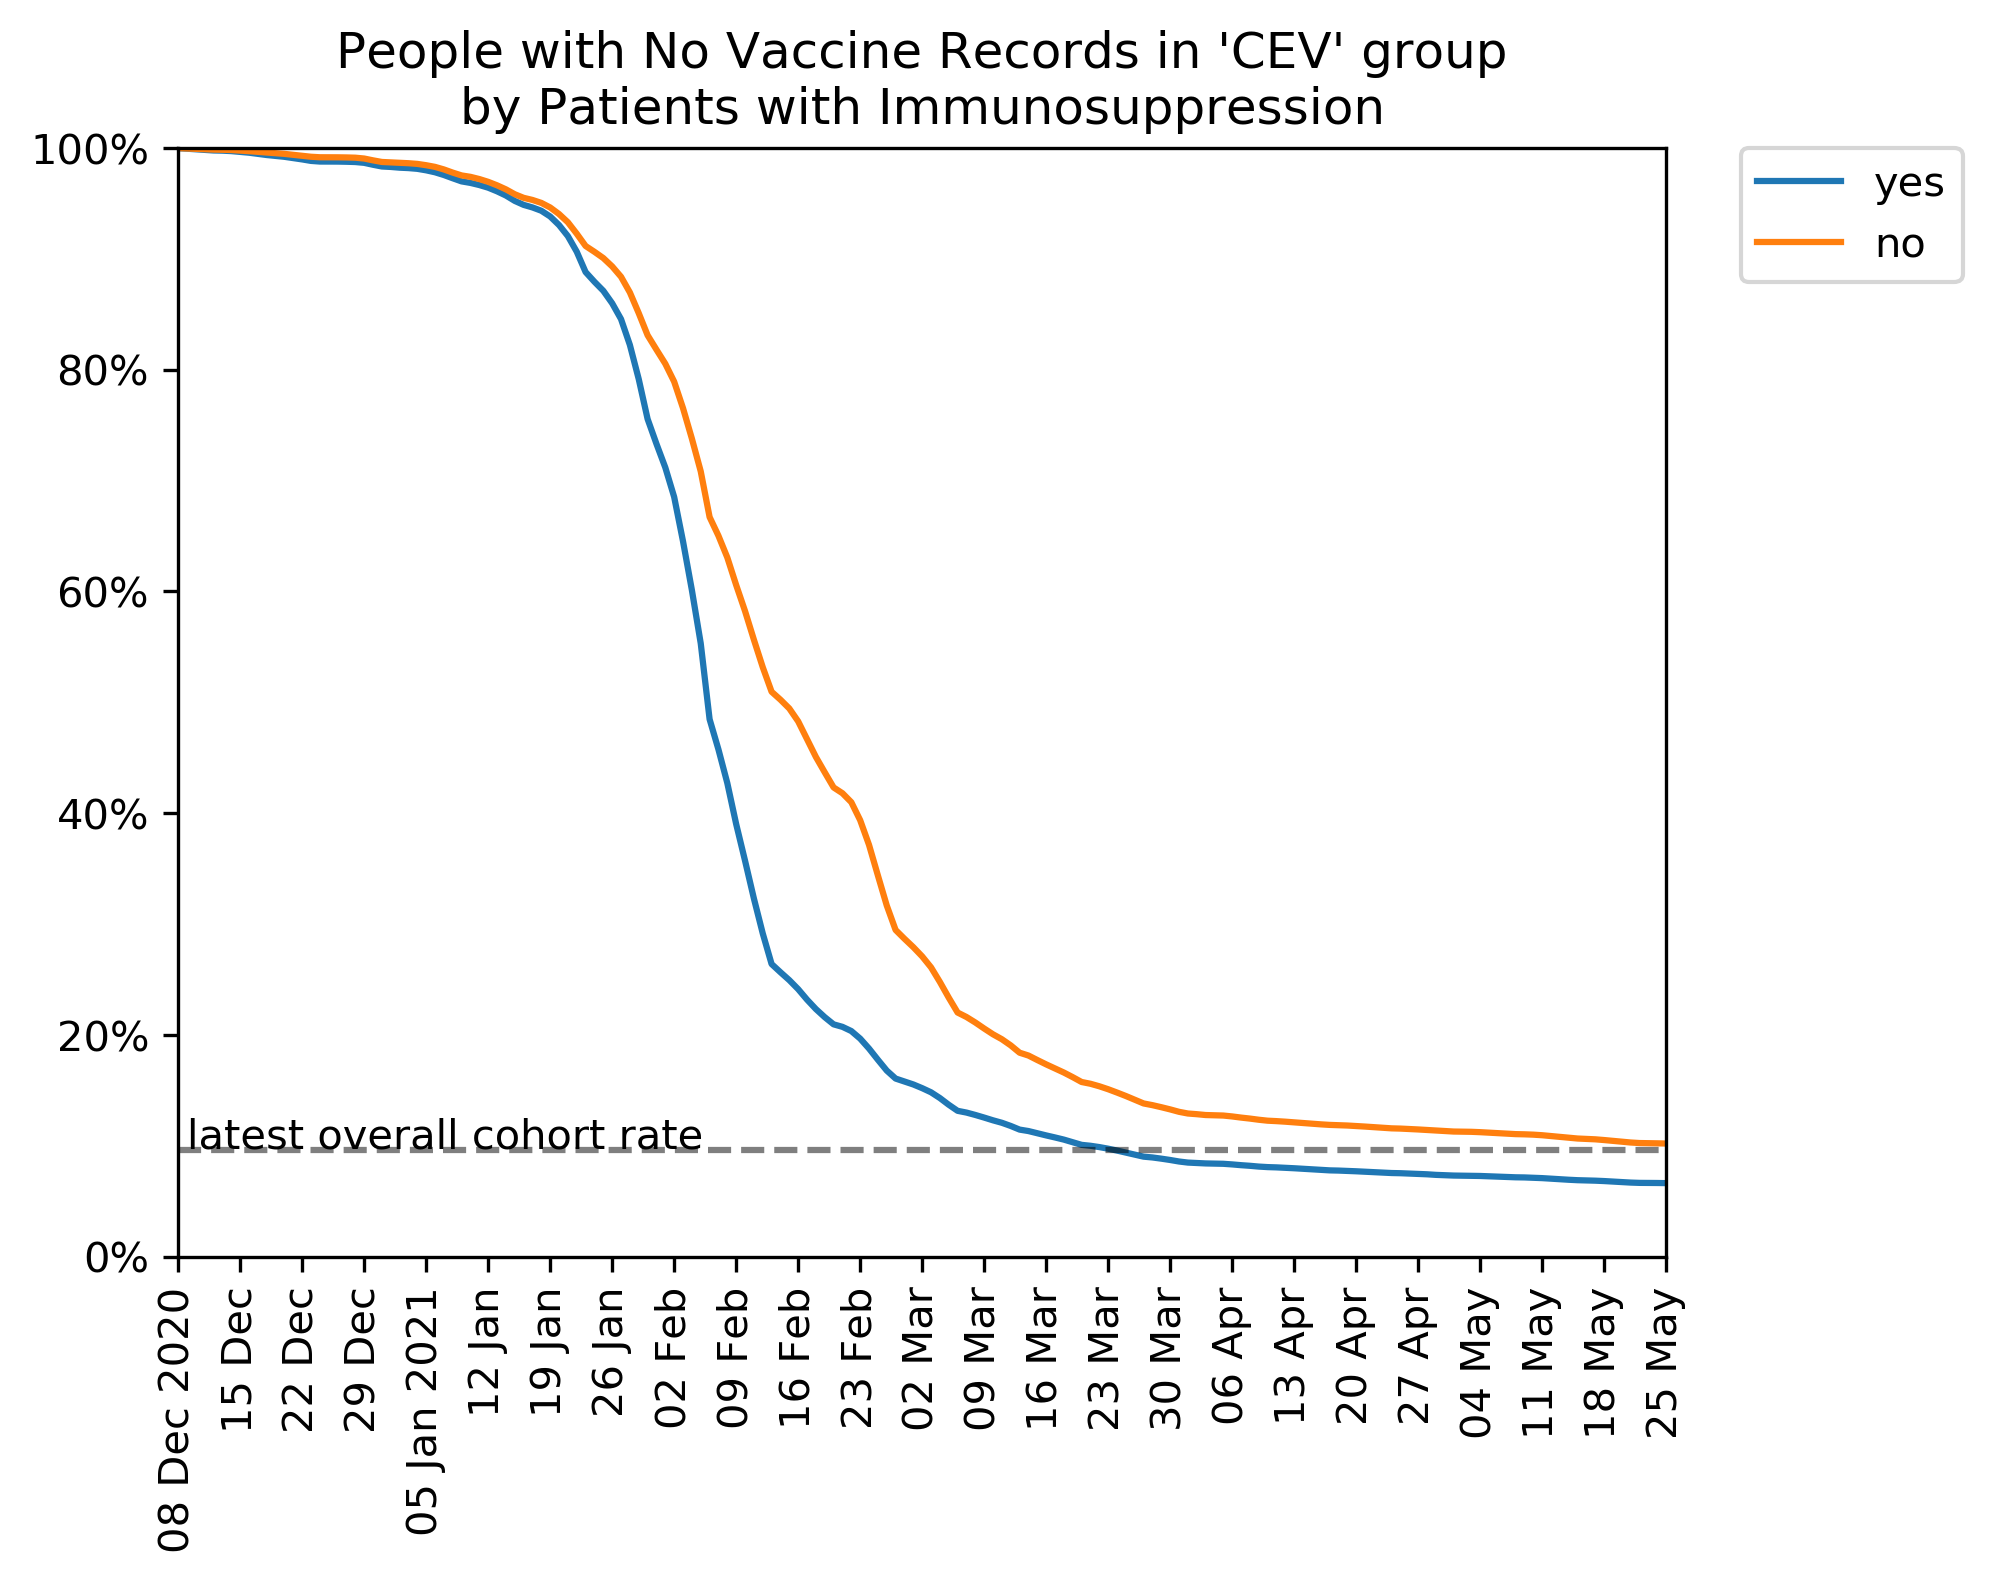 People with No Vaccine Records in 'CEV' group
by Patients with Immunosuppression
100%
80%
60%
40%
20%
0%
latest overall cohort rate
yes
no
08 Dec 2020
15 Dec
22 Dec
29 Dec
05 Jan 2021
12 Jan
19 Jan
26 Jan
02 Feb
09 Feb
16 Feb
23 Feb
02 Mar
09 Mar
16 Mar
23 Mar
30 Mar
06 Apr
13 Apr
20 Apr
27 Apr
04 May
11 May
18 May
25 May